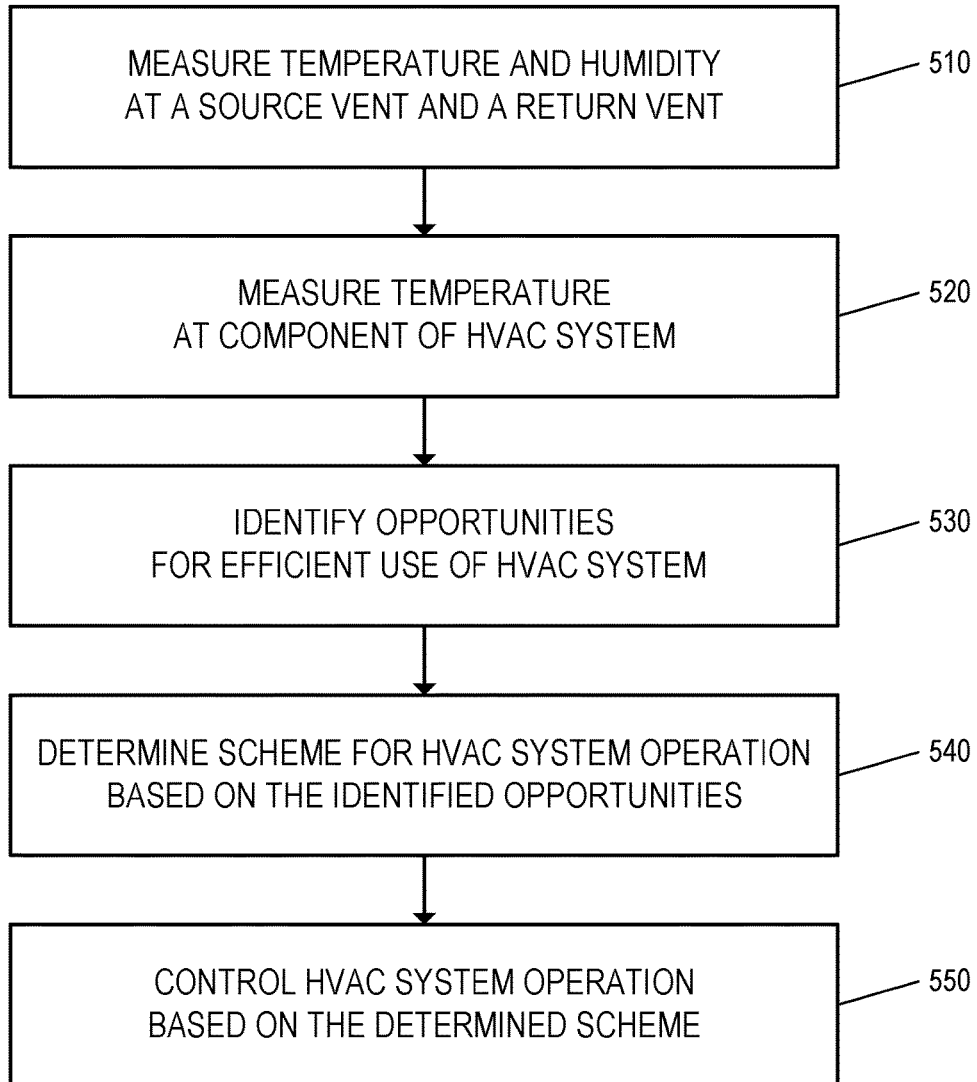 MEASURE TEMPERATURE AND HUMIDITY
AT A SOURCE VENT AND A RETURN VENT
510
MEASURE TEMPERATURE
AT COMPONENT OF HVAC SYSTEM
520
IDENTIFY OPPORTUNITIES
FOR EFFICIENT USE OF HVAC SYSTEM
530
DETERMINE SCHEME FOR HVAC SYSTEM OPERATION
BASED ON THE IDENTIFIED OPPORTUNITIES
540
CONTROL HVAC SYSTEM OPERATION
BASED ON THE DETERMINED SCHEME
550